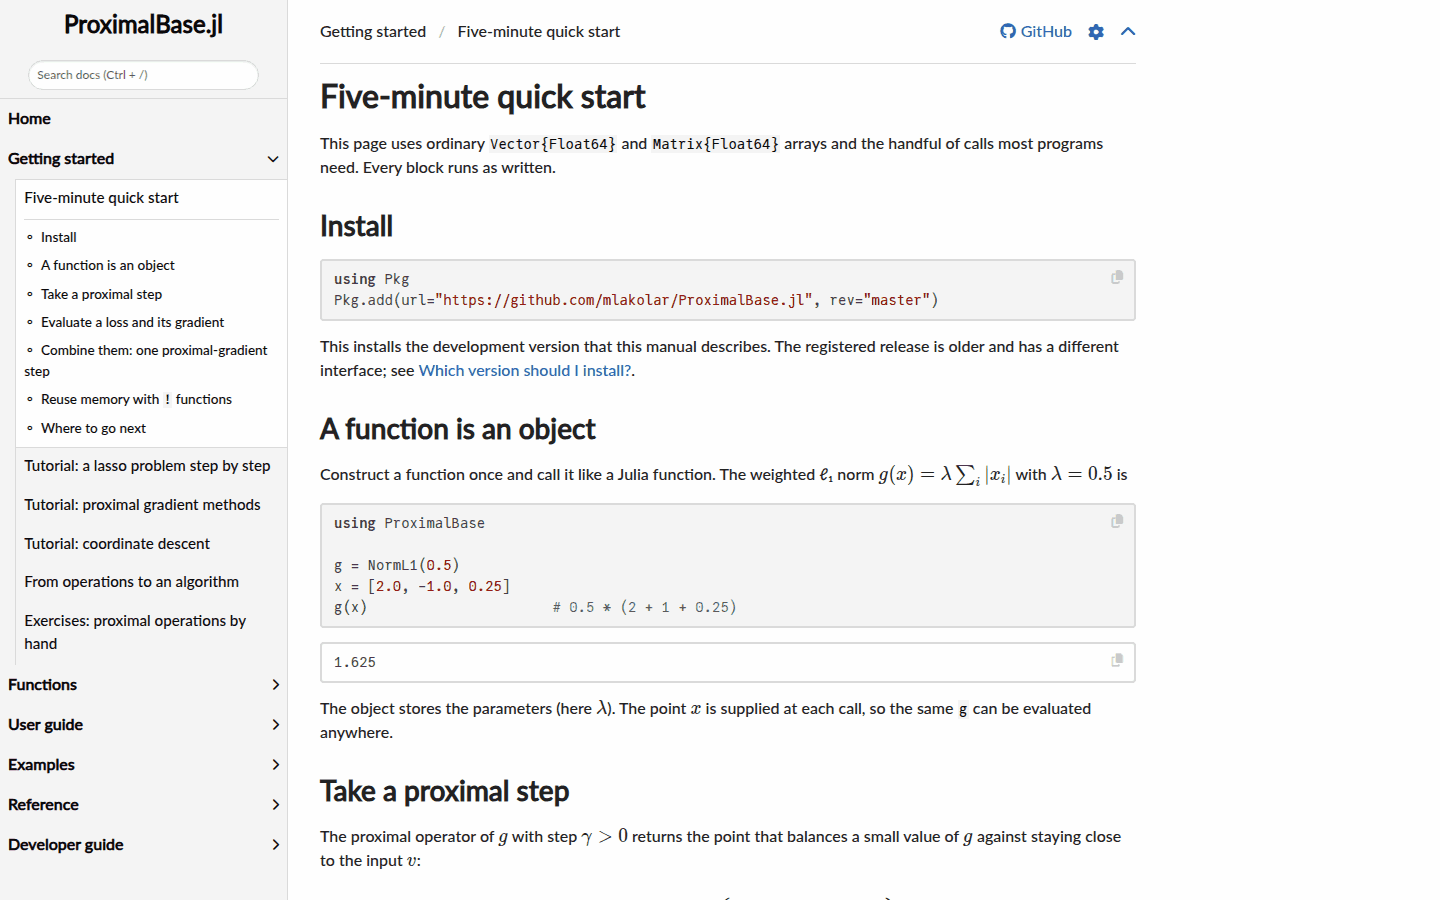 ProximalBase.jl
Search docs (Ctrl + /)
Home
Getting started
Five-minute quick start
Install
A function is an object
Take a proximal step
Evaluate a loss and its gradient
Combine them: one proximal-gradient
step
Reuse memory with ! functions
Where to go next
Tutorial: a lasso problem step by step
Tutorial: proximal gradient methods
Tutorial: coordinate descent
From operations to an algorithm
Exercises: proximal operations by
hand
Functions
User guide
Examples
Reference
Developer guide
Getting started / Five-minute quick start
GitHub
Five-minute quick start
This page uses ordinary Vector{Float64} and Matrix{Float64} arrays and the handful of calls most programs
need. Every block runs as written.
Install
using Pkg
Pkg.add(url="https://github.com/mlakolar/ProximalBase.jl", rev="master")
This installs the development version that this manual describes. The registered release is older and has a different
interface; see Which version should I install?.
A function is an object
Construct a function once and call it like a Julia function. The weighted ℓ₁ norm g(x) = λ ∑ᵢ |xᵢ| with λ = 0.5 is
using ProximalBase
g = NormL1(0.5)
x = [2.0, -1.0, 0.25]
g(x) # 0.5 * (2 + 1 + 0.25)
1.625
The object stores the parameters (here λ). The point x is supplied at each call, so the same g can be evaluated
anywhere.
Take a proximal step
The proximal operator of g with step γ > 0 returns the point that balances a small value of g against staying close
to the input v: